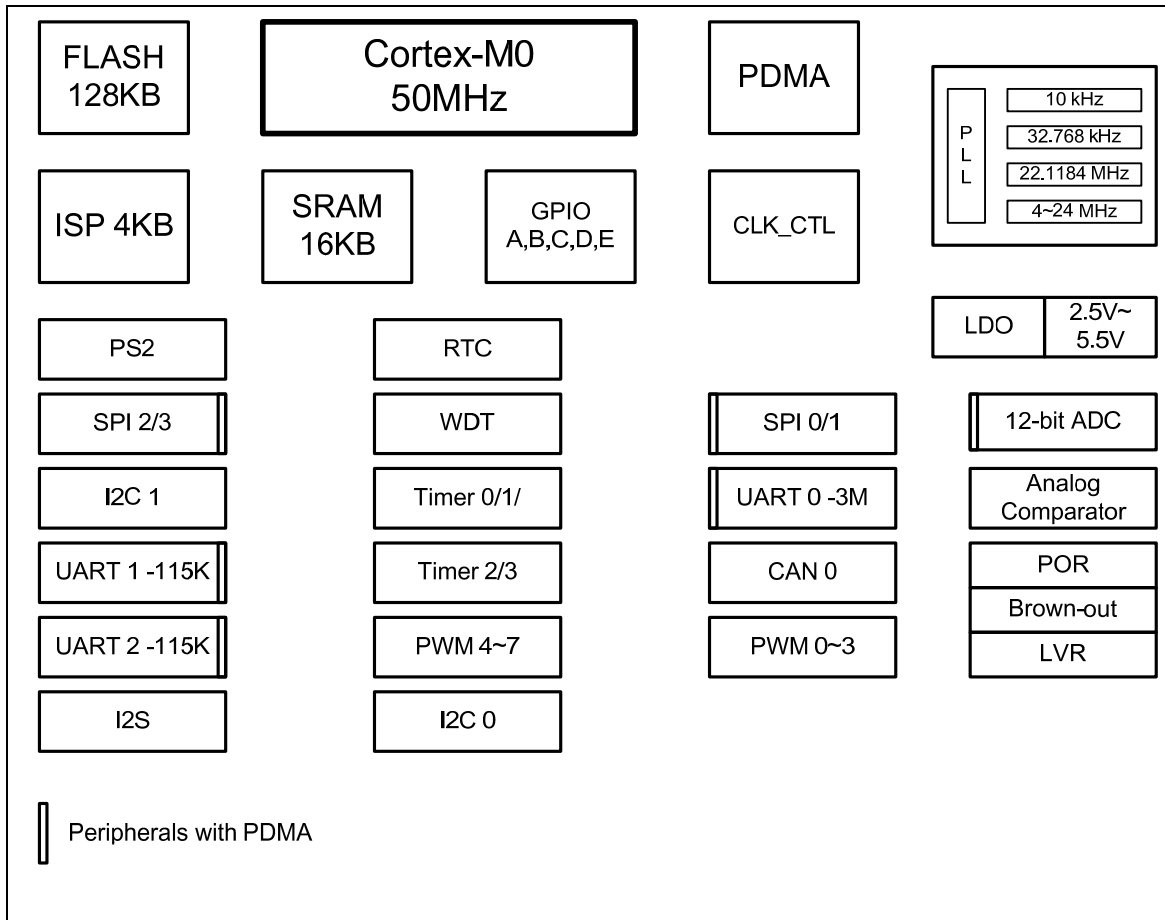 FLASH
128KB
Cortex-M0
50MHz
PDMA
P
L
L
10 kHz
32.768 kHz
22.1184 MHz
4~24 MHz
ISP 4KB
SRAM
16KB
GPIO
A,B,C,D,E
CLK_CTL
LDO
2.5V~
5.5V
PS2
RTC
SPI 2/3
WDT
SPI 0/1
12-bit ADC
I2C 1
Timer 0/1/
UART 0 -3M
Analog
Comparator
UART 1 -115K
Timer 2/3
CAN 0
POR
Brown-out
UART 2 -115K
PWM 4~7
PWM 0~3
LVR
I2S
I2C 0
Peripherals with PDMA